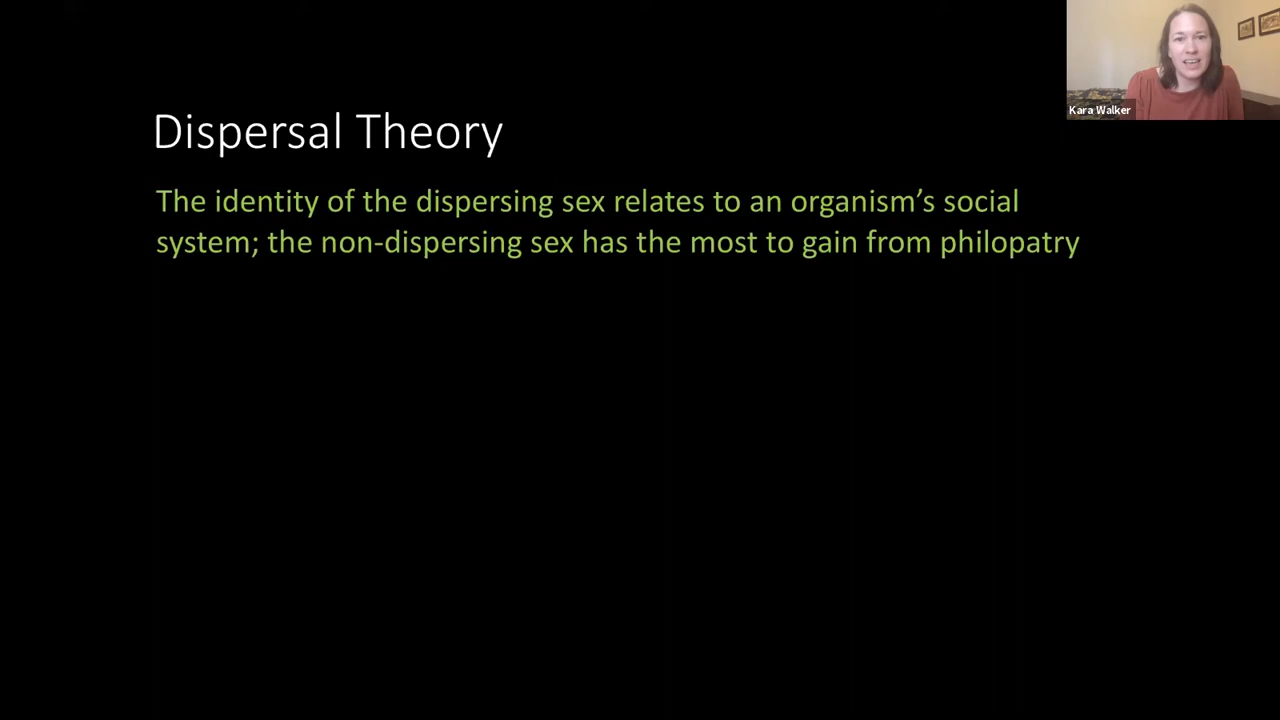 Kara Walker
Dispersal Theory
The identity of the dispersing sex relates to an organism’s social
system; the non-dispersing sex has the most to gain from philopatry